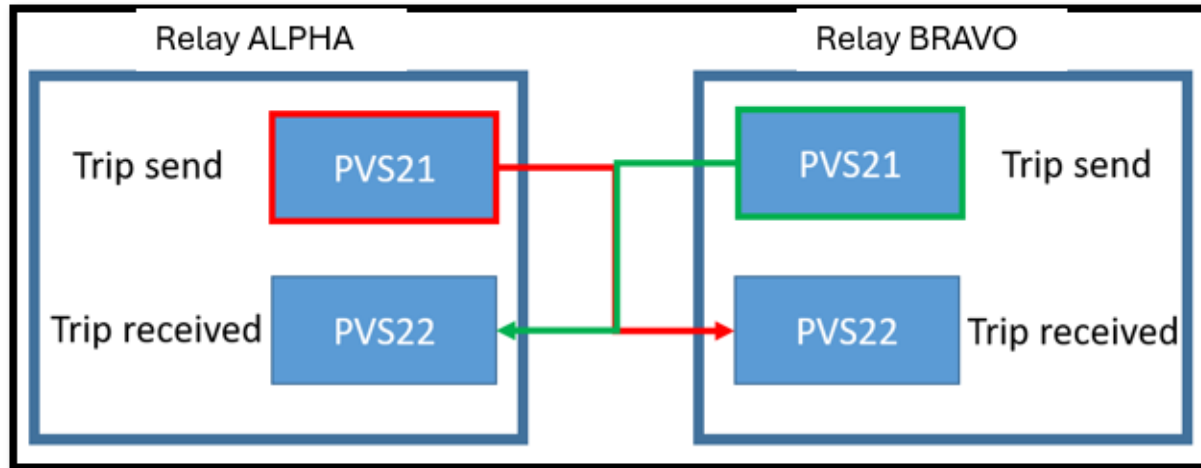 Relay ALPHA
Relay BRAVO
Trip send
PVS21
PVS21
Trip send
Trip received
PVS22
PVS22
Trip received